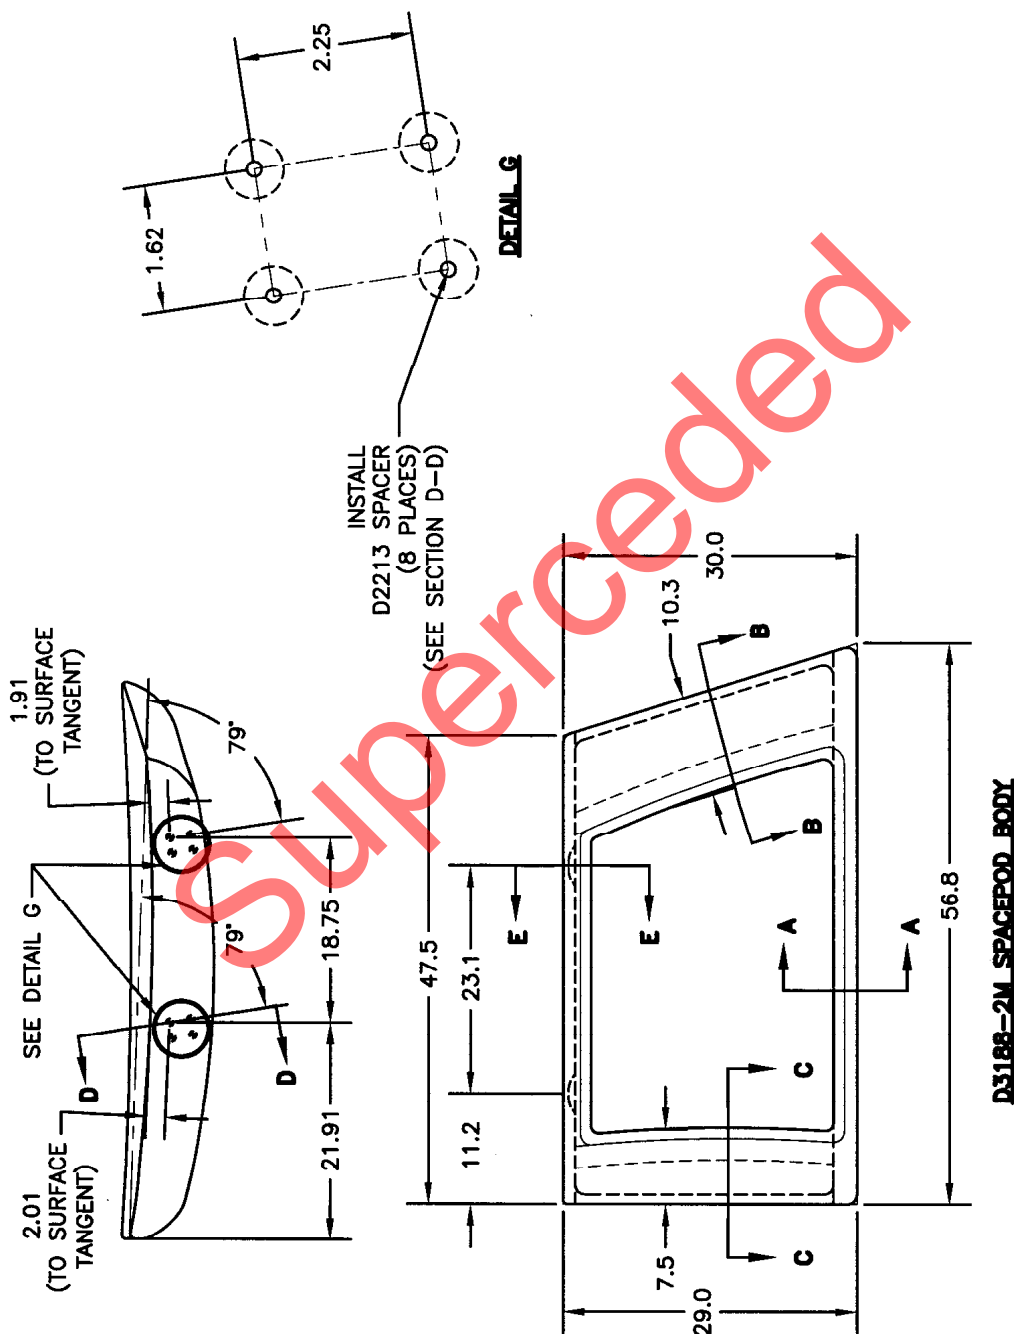 2.25
1.62
DETAIL G
INSTALL
D2213 SPACER
(8 PLACES)
(SEE SECTION D-D)
1.91
(TO SURFACE
TANGENT)
79°
SEE DETAIL G
79°
18.75
D
D
2.01
(TO SURFACE
TANGENT)
21.91
Superceded
30.0
10.3
B
B
47.5
E
E
23.1
A
A
56.8
11.2
C
C
7.5
29.0
D3188-2M SPACEPOD BODY